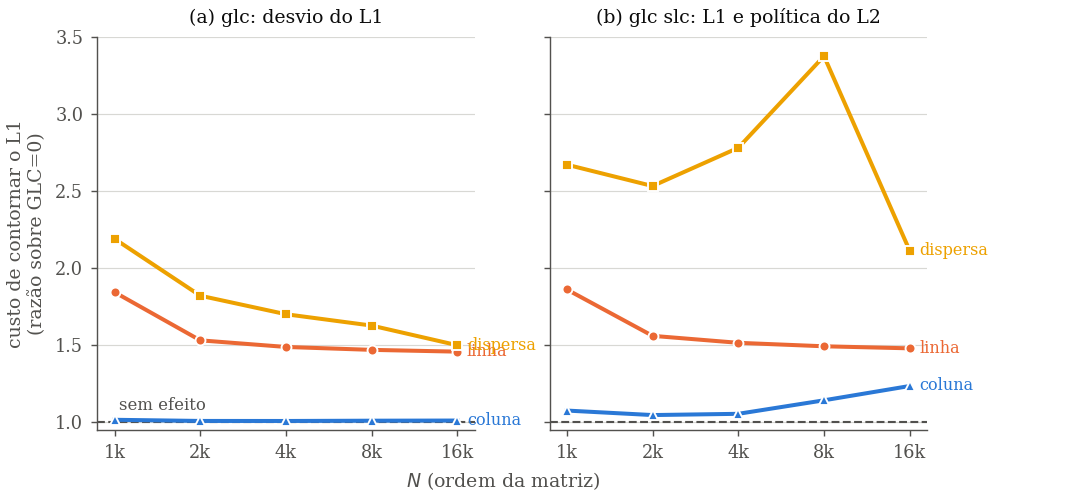 (a) glc: desvio do L1
(b) glc slc: L1 e política do L2
custo de contornar o L1
(razão sobre GLC=0)
3.5
3.0
2.5
2.0
1.5
1.0
dispersa
linha
coluna
sem efeito
dispersa
linha
coluna
1k
2k
4k
8k
16k
1k
2k
4k
8k
16k
N (ordem da matriz)